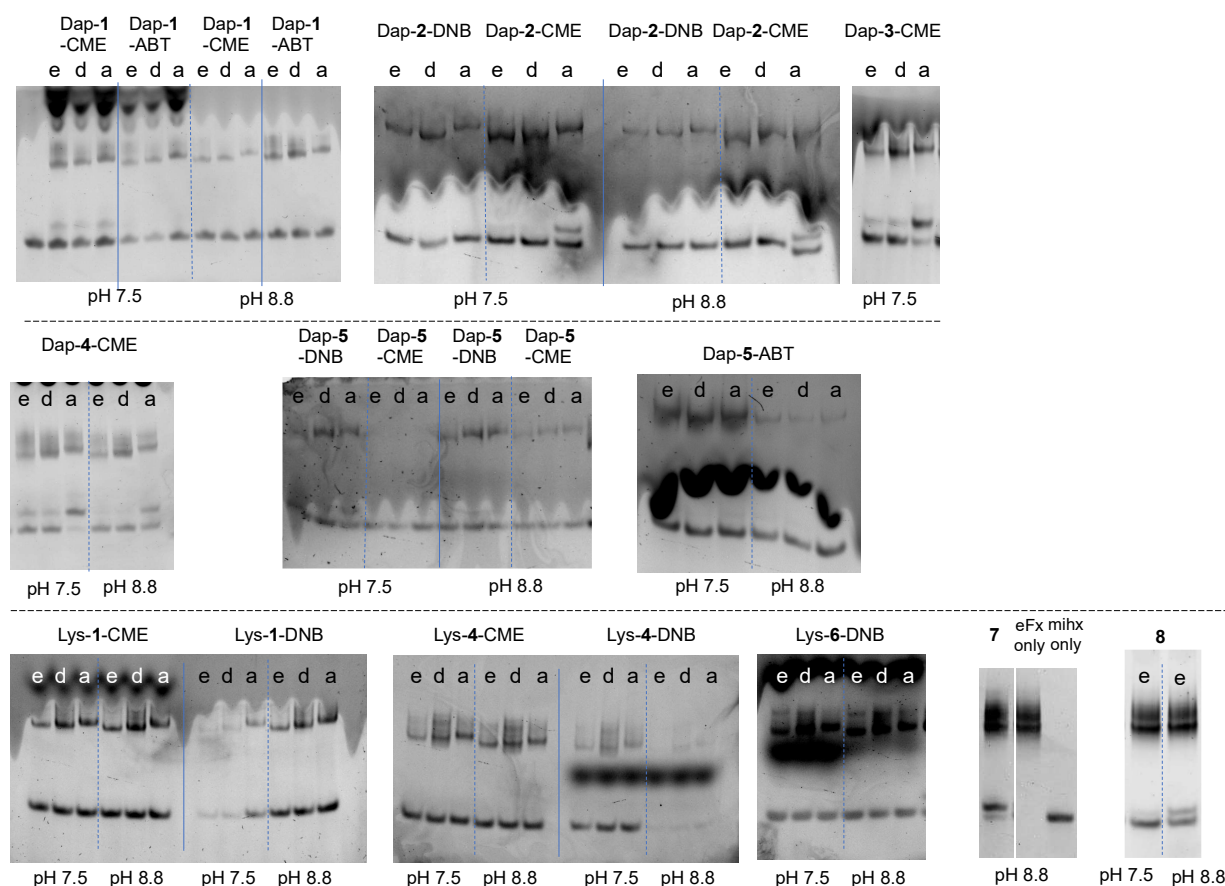 Dap-1
-CME
Dap-1
-ABT
Dap-1
-CME
Dap-1
-ABT
e d a e d a e d a e d a
pH 7.5
pH 8.8
Dap-2-DNB Dap-2-CME Dap-2-DNB Dap-2-CME
e d a e d a e d a e d a
pH 7.5
pH 8.8
Dap-3-CME
e d a
pH 7.5
Dap-4-CME
e d a e d a
pH 7.5 pH 8.8
Dap-5
-DNB
Dap-5
-CME
Dap-5
-DNB
Dap-5
-CME
e d a e d a e d a e d a
pH 7.5
pH 8.8
Dap-5-ABT
e d a e d a
pH 7.5 pH 8.8
Lys-1-CME Lys-1-DNB
e d a e d a e d a e d a
pH 7.5 pH 8.8 pH 7.5 pH 8.8
Lys-4-CME Lys-4-DNB
e d a e d a e d a e d a
pH 7.5 pH 8.8 pH 7.5 pH 8.8
Lys-6-DNB
e d a e d a
pH 7.5 pH 8.8
7
eFx
only
mihx
only
pH 8.8
8
e e
pH 7.5 pH 8.8